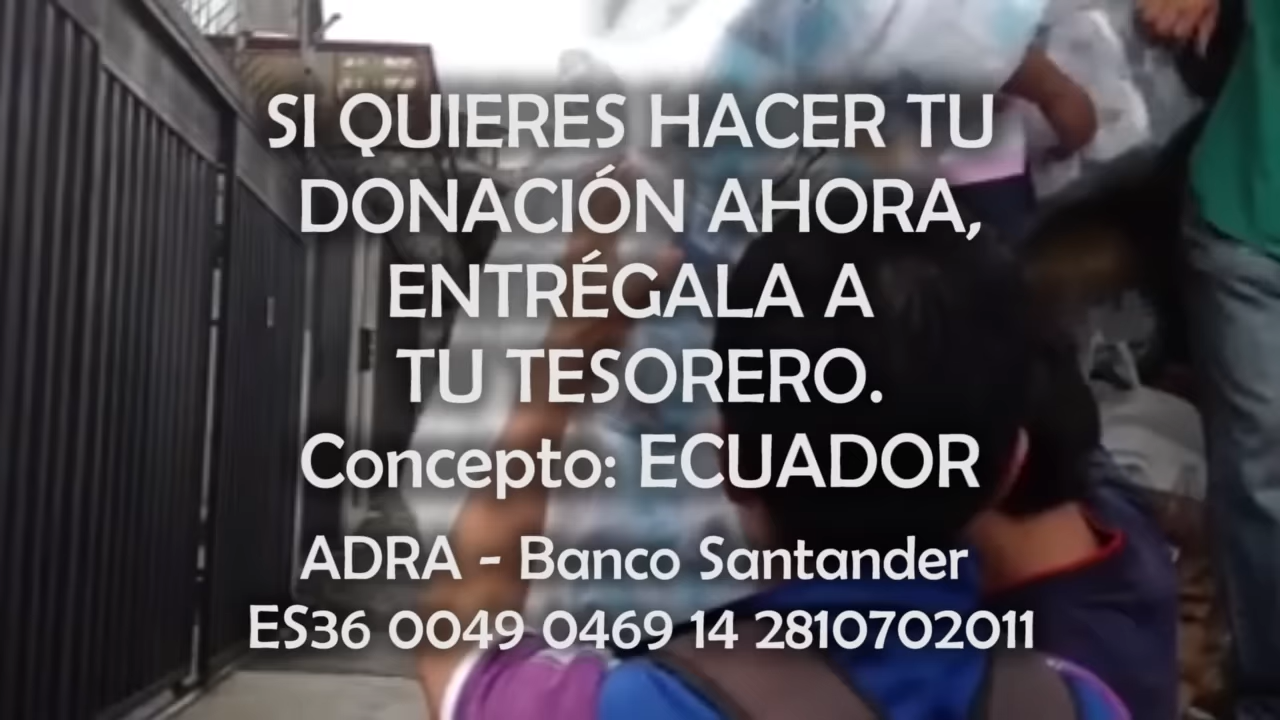 SI QUIERES HACER TU
DONACIÓN AHORA,
ENTRÉGALA A
TU TESORERO.
Concepto: ECUADOR
ADRA - Banco Santander
ES36 0049 0469 14 2810702011